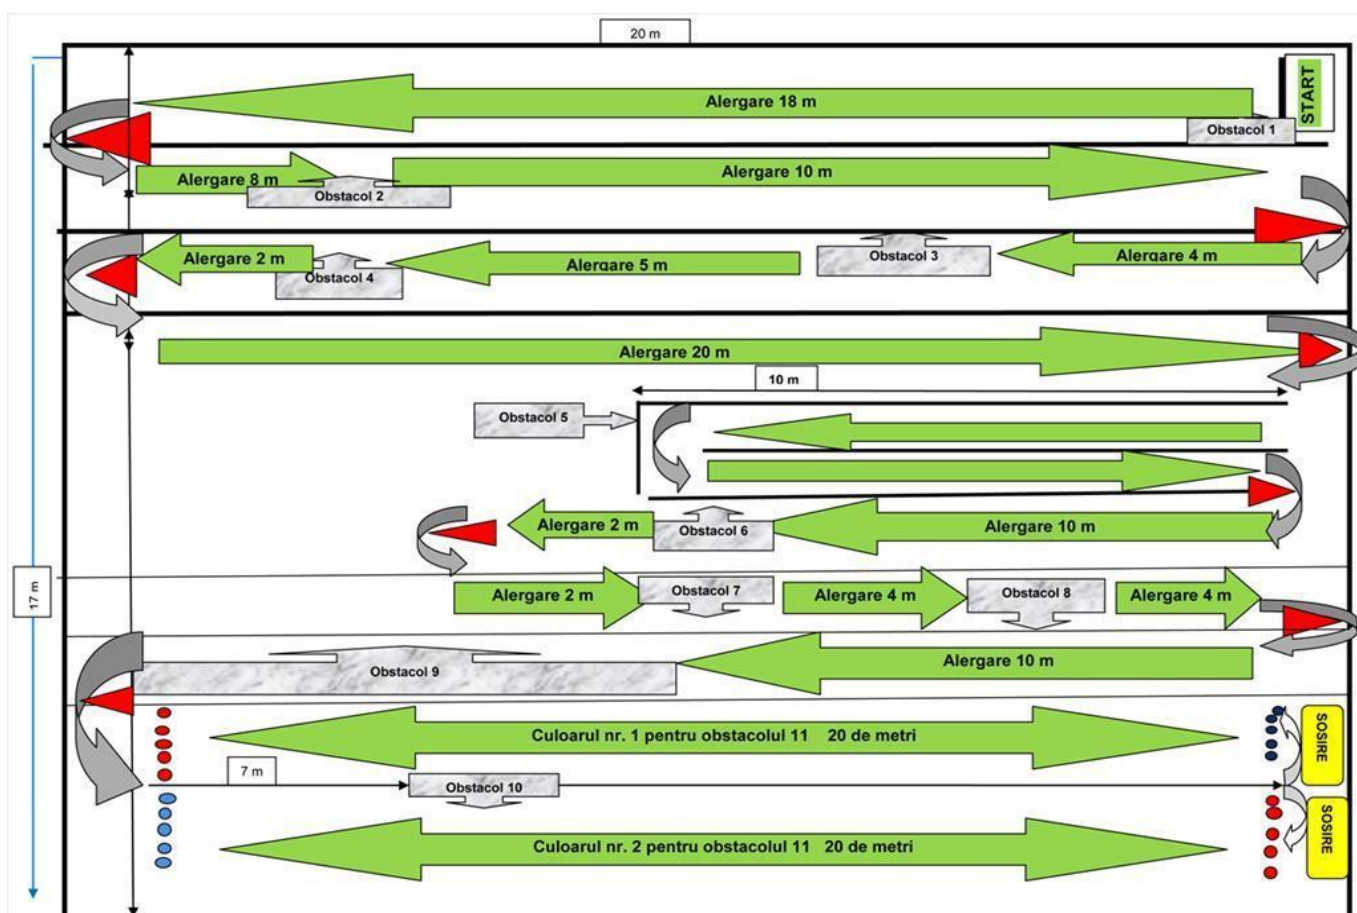 20 m
START
Alergare 18 m
Obstacol 1
Alergare 8 m
Alergare 10 m
Obstacol 2
Alergare 2 m
Obstacol 4
Alergare 5 m
Obstacol 3
Alergare 4 m
Alergare 20 m
10 m
Obstacol 5
Alergare 2 m
Obstacol 6
Alergare 10 m
17 m
Alergare 2 m
Obstacol 7
Alergare 4 m
Obstacol 8
Alergare 4 m
Obstacol 9
Alergare 10 m
Culoarul nr. 1 pentru obstacolul 11 20 de metri
SOSIRE
7 m
Obstacol 10
Culoarul nr. 2 pentru obstacolul 11 20 de metri
SOSIRE